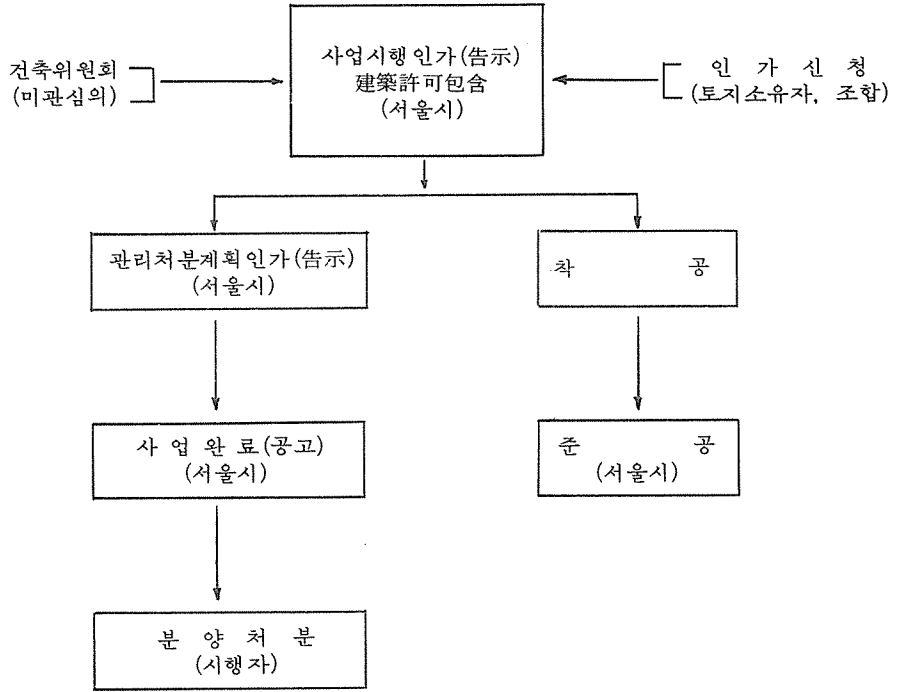 건축위원회
(미관심의)
사업시행인가(告示)
建築許可包含
(서울시)
인 가 신 청
(토지소유자, 조합)
관리처분계획인가(告示)
(서울시)
착 공
사 업 완 료(공고)
(서울시)
준 공
(서울시)
분 양 처 분
(시행자)